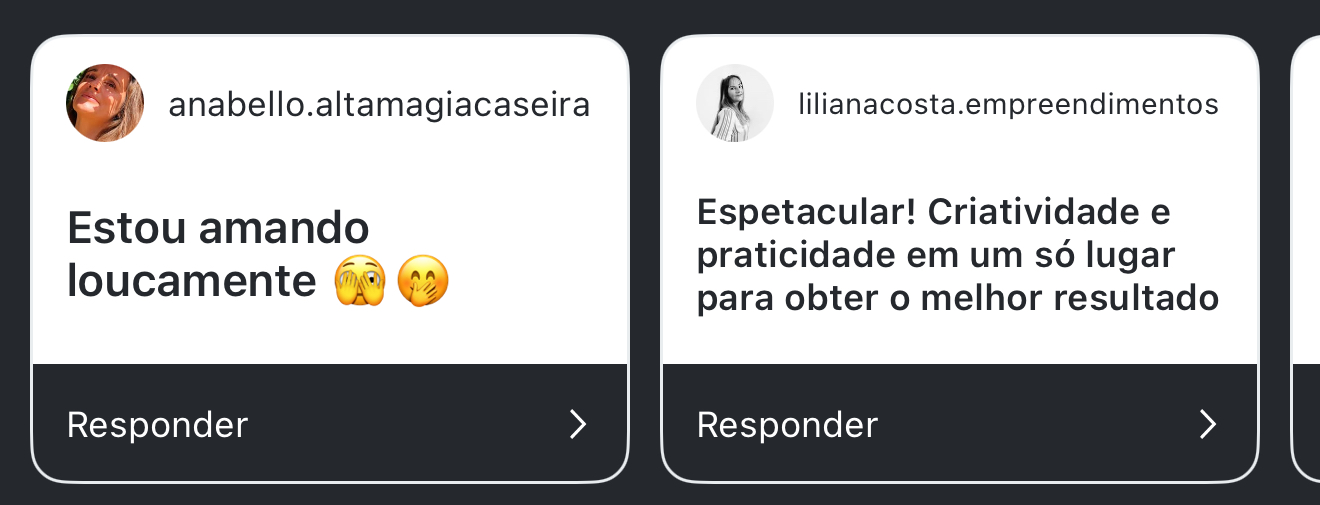 anabello.altamagiacaseira
Estou amando
loucamente 🫣🤭
Responder
lilianacosta.empreendimentos
Espetacular! Criatividade e
praticidade em um só lugar
para obter o melhor resultado
Responder